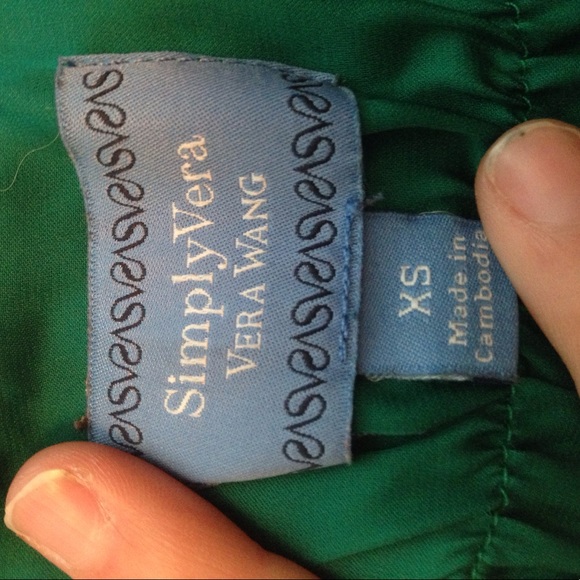 SimplyVera
VERA WANG
XS
Made in
Cambodia